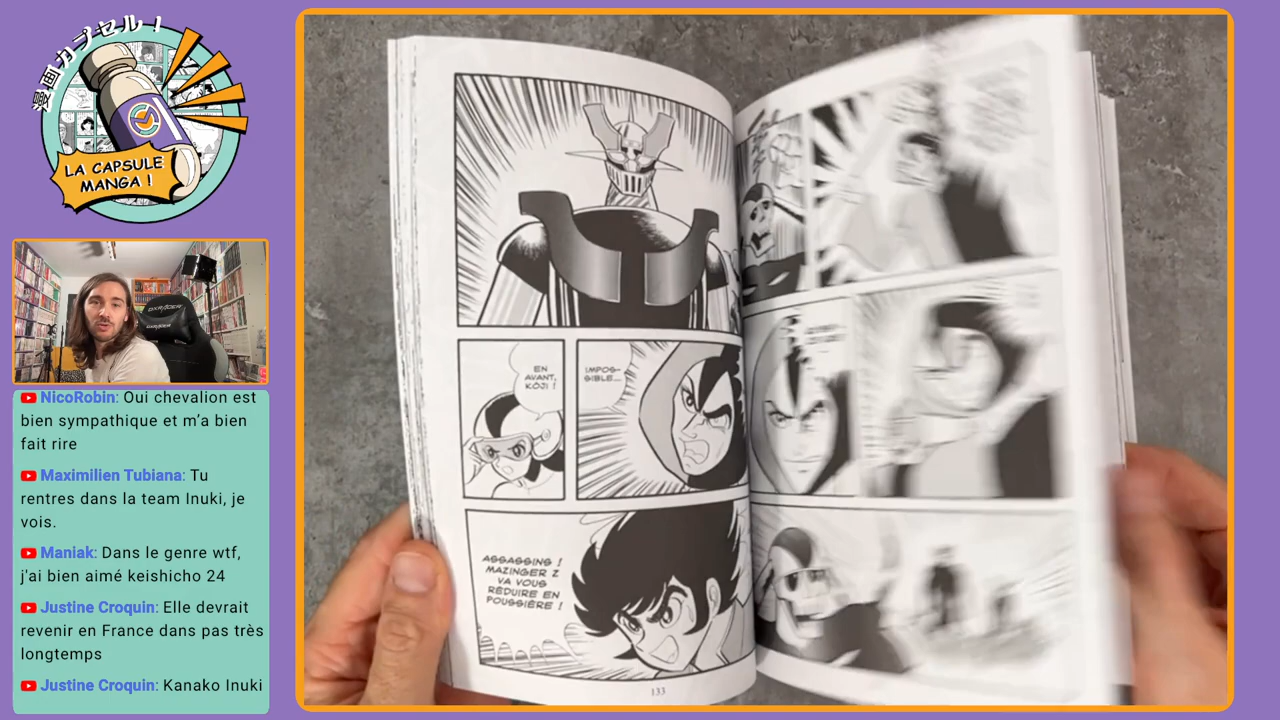 漫画カプセル！
LA CAPSULE
MANGA !
NicoRobin: Oui chevalion est
bien sympathique et m'a bien
fait rire
Maximilien Tubiana: Tu
rentres dans la team Inuki, je
vois.
Maniak: Dans le genre wtf,
j'ai bien aimé keishicho 24
Justine Croquin: Elle devrait
revenir en France dans pas très
longtemps
Justine Croquin: Kanako Inuki
EN
AVANT,
KÔJI !
IMPOS-
SIBLE...
ASSASSINS !
MAZINGER Z
VA VOUS
RÉDUIRE EN
POUSSIÈRE !
133